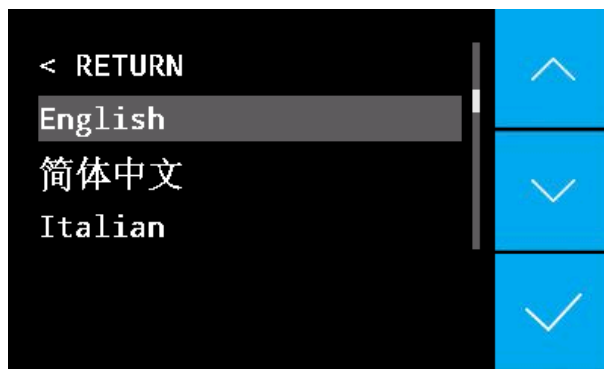 < RETURN
English
简体中文
Italian